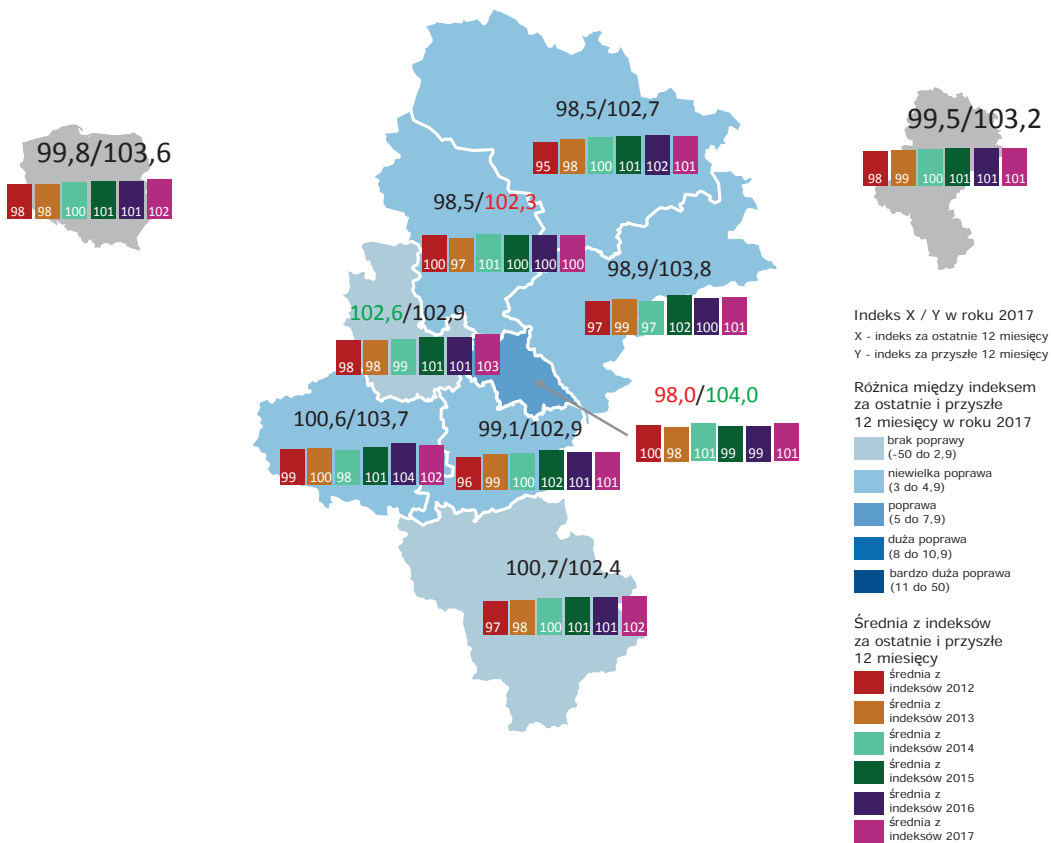 99,8/103,6
98 98 100 101 101 102
98,5/102,7
95 98 100 101 102 101
99,5/103,2
98 99 100 101 101 101
98,5/102,3
100 97 101 100 100 100
98,9/103,8
97 99 97 102 100 101
102,6/102,9
98 98 99 101 101 103
98,0/104,0
100 98 101 99 99 101
100,6/103,7
99 100 98 101 104 102
99,1/102,9
96 99 100 102 101 101
100,7/102,4
97 98 100 101 101 102
Indeks X / Y w roku 2017
X - indeks za ostatnie 12 miesięcy
Y - indeks za przyszłe 12 miesięcy
Różnica między indeksem
za ostatnie i przyszłe
12 miesięcy w roku 2017
brak poprawy
(-50 do 2,9)
niewielka poprawa
(3 do 4,9)
poprawa
(5 do 7,9)
duża poprawa
(8 do 10,9)
bardzo duża poprawa
(11 do 50)
Średnia z indeksów
za ostatnie i przyszłe
12 miesięcy
średnia z
indeksów 2012
średnia z
indeksów 2013
średnia z
indeksów 2014
średnia z
indeksów 2015
średnia z
indeksów 2016
średnia z
indeksów 2017